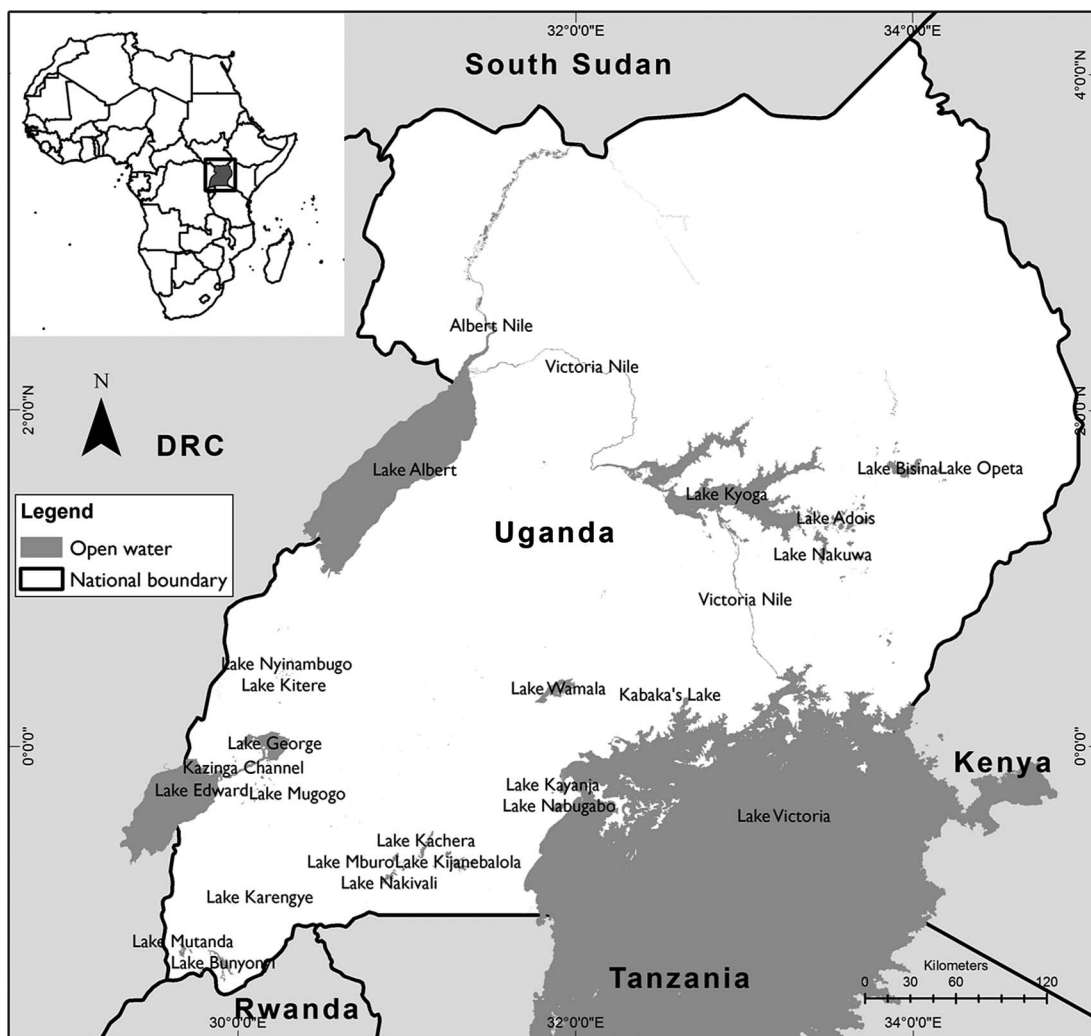 32°0'0"E
34°0'0"E
South Sudan
4°0'0"N
Albert Nile
Victoria Nile
N
2°0'0"N
2°0'0"N
DRC
Lake Albert
Lake Bisina
Lake Opeta
Lake Kyoga
Lake Adois
Legend
Open water
National boundary
Uganda
Lake Nakuwa
Victoria Nile
Lake Nyinambugo
Lake Kitere
Lake Wamala
Kabaka's Lake
0°0'0"
0°0'0"
Lake George
Kazinga Channel
Lake Edward
Lake Mugogo
Lake Kayanja
Lake Nabugabo
Kenya
Lake Victoria
Lake Kachera
Lake Mburo
Lake Kijanebalola
Lake Nakivali
Lake Karengye
Lake Mutanda
Lake Bunyonyi
Tanzania
Kilometers
0 30 60 120
Rwanda
30°0'0"E
32°0'0"E
34°0'0"E